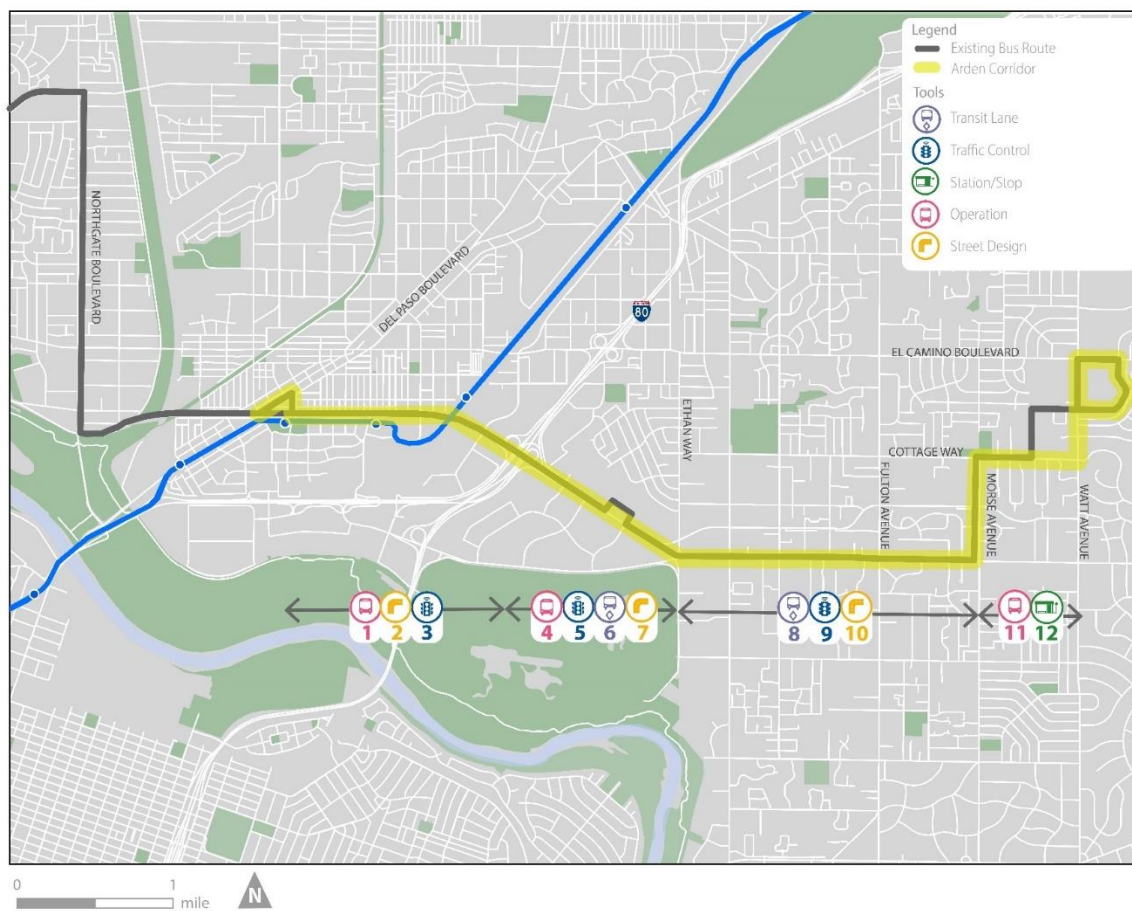 Legend
Existing Bus Route
Arden Corridor
Tools
Transit Lane
Traffic Control
Station/Stop
Operation
Street Design
NORTHGATE BOULEVARD
DEL PASO BOULEVARD
80
EL CAMINO BOULEVARD
ETHAN WAY
COTTAGE WAY
FULTON AVENUE
MORSE AVENUE
WATT AVENUE
1 2 3 4 5 6 7 8 9 10 11 12
0 1
mile
N